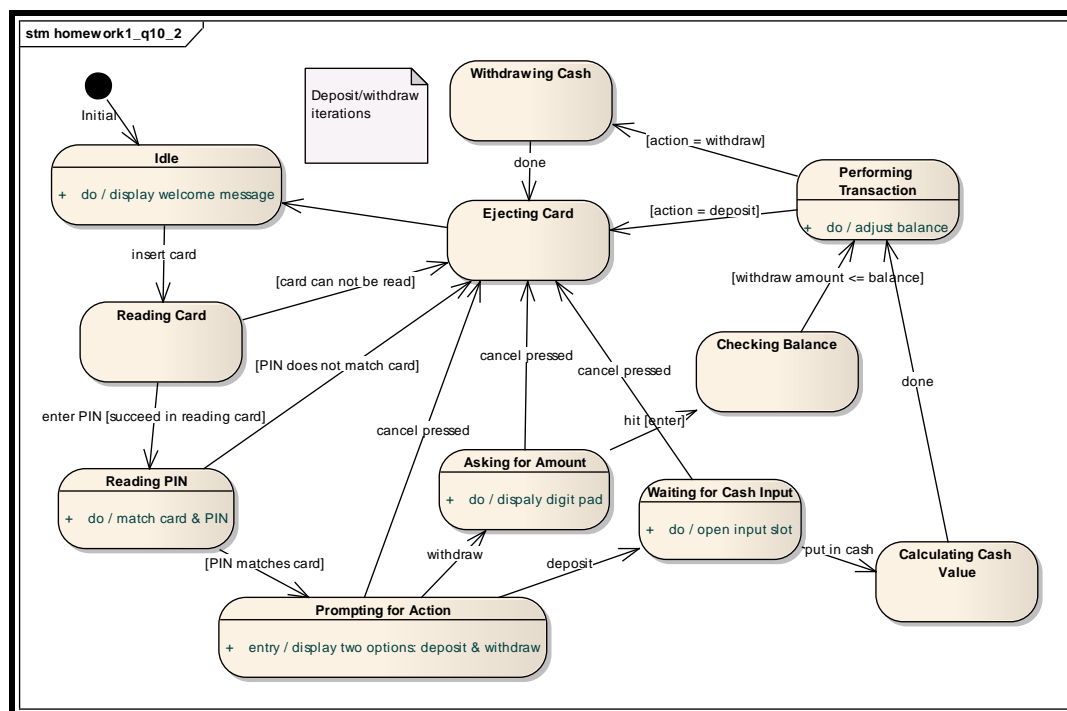 stm homework1_q10_2
Initial
Deposit/withdraw
iterations
Withdrawing Cash
done
[action = withdraw]
Idle
+ do / display welcome message
Performing
Transaction
+ do / adjust balance
Ejecting Card
[action = deposit]
insert card
[card can not be read]
[withdraw amount <= balance]
Reading Card
Checking Balance
[PIN does not match card]
cancel pressed
cancel pressed
done
enter PIN [succeed in reading card]
cancel pressed
hit [enter]
Reading PIN
+ do / match card & PIN
Asking for Amount
+ do / dispaly digit pad
Waiting for Cash Input
+ do / open input slot
[PIN matches card]
withdraw
deposit
put in cash
Calculating Cash
Value
Prompting for Action
+ entry / display two options: deposit & withdraw